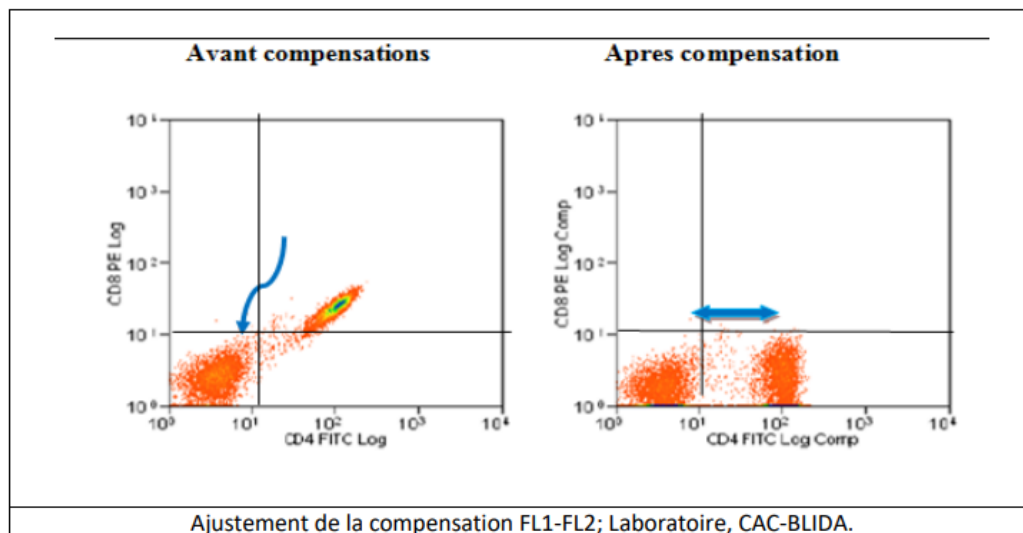 Avant compensations
Apres compensation
10⁴
10³
10²
10¹
10⁰
CD8 PE Log
10⁰ 10¹ 10² 10³ 10⁴
CD4 FITC Log
10⁴
10³
10²
10¹
10⁰
CD8 PE Log Comp
10⁰ 10¹ 10² 10³ 10⁴
CD4 FITC Log Comp
Ajustement de la compensation FL1-FL2; Laboratoire, CAC-BLIDA.